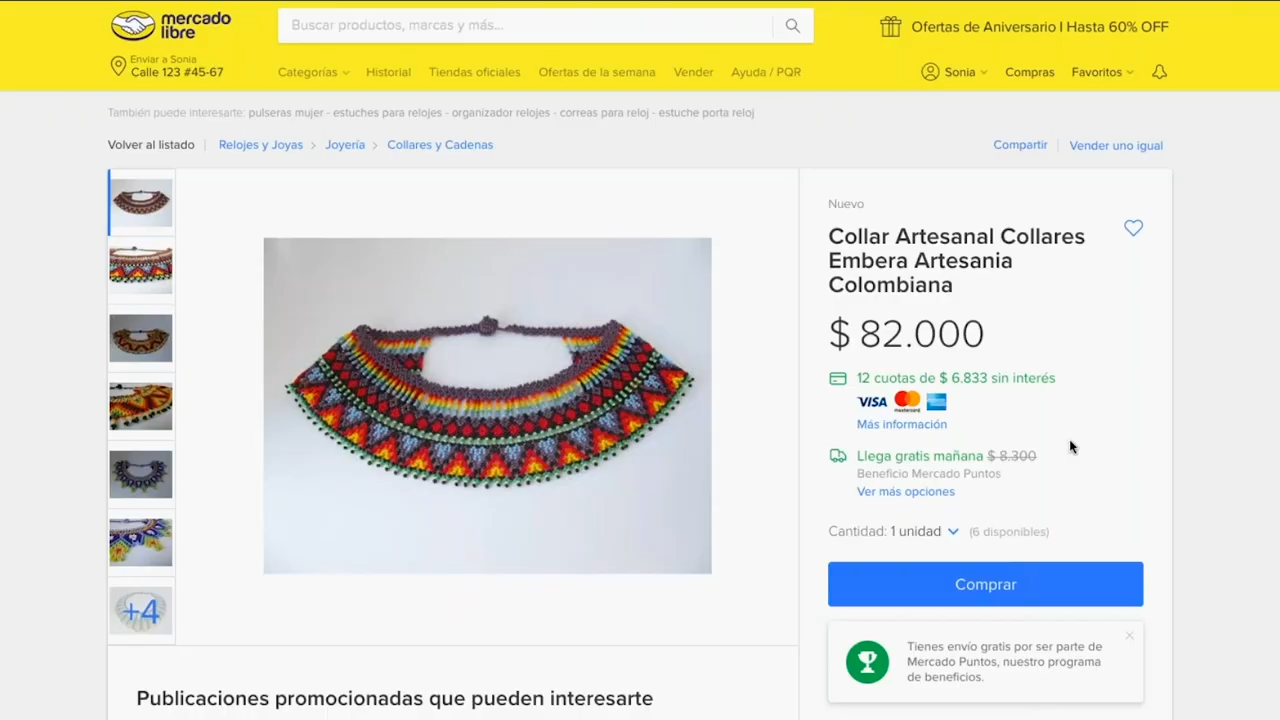 mercado
libre
Buscar productos, marcas y más...
Ofertas de Aniversario I Hasta 60% OFF
Enviar a Sonia
Calle 123 #45-67
Categorías
Historial
Tiendas oficiales
Ofertas de la semana
Vender
Ayuda / PQR
Sonia
Compras
Favoritos
También puede interesarte: pulseras mujer - estuches para relojes - organizador relojes - correas para reloj - estuche porta reloj
Volver al listado
Relojes y Joyas > Joyería > Collares y Cadenas
Compartir
Vender uno igual
Nuevo
Collar Artesanal Collares
Embera Artesania
Colombiana
$ 82.000
12 cuotas de $ 6.833 sin interés
VISA mastercard
Más información
Llega gratis mañana $ 8.300
Beneficio Mercado Puntos
Ver más opciones
Cantidad: 1 unidad (6 disponibles)
Comprar
+4
Tienes envío gratis por ser parte de
Mercado Puntos, nuestro programa
de beneficios.
Publicaciones promocionadas que pueden interesarte